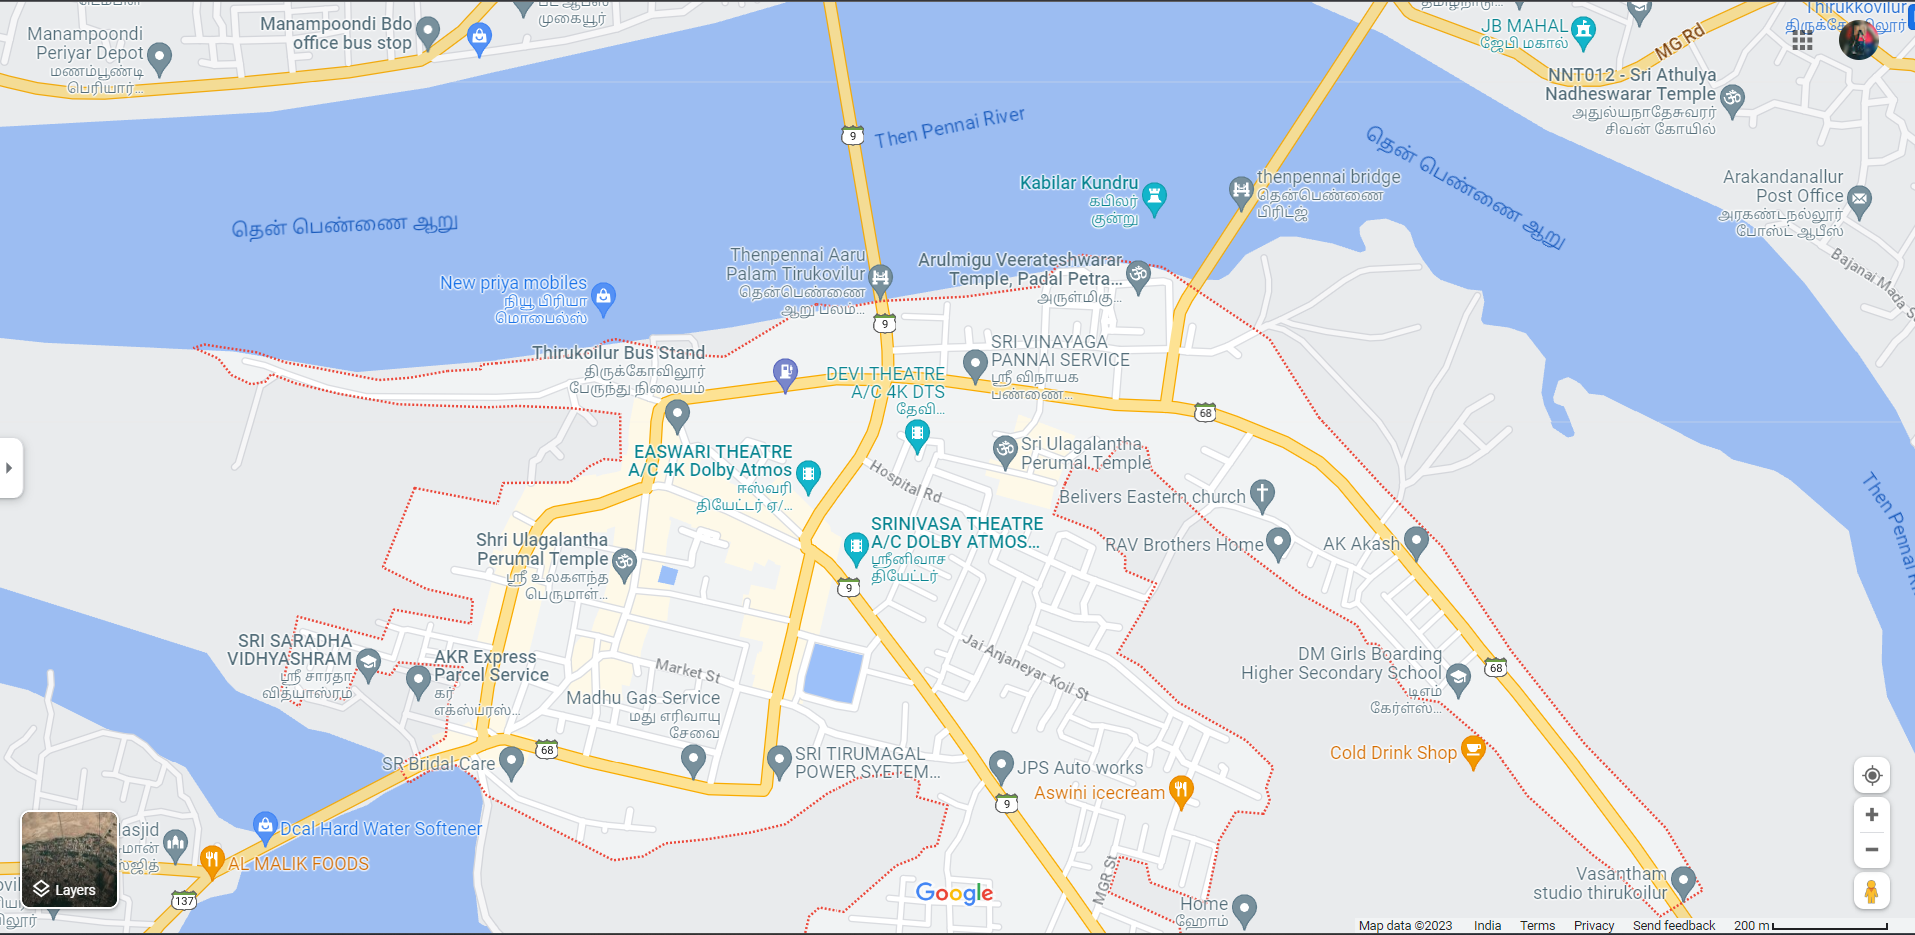 Manampoondi
Periyar Depot
மணம்பூண்டி
பெரியார்...
Manampoondi Bdo
office bus stop
முகையூர்
JB MAHAL
ஜேபி மகால்
MG Rd
Thirukkovilur
NNT012 - Sri Athulya
Nadheswarar Temple
அதுல்யநாதேசுவரர்
சிவன் கோயில்
9
Then Pennai River
தென் பெண்ணை ஆறு
Kabilar Kundru
கபிலர்
குன்று
thenpennai bridge
தென்பெண்ணை
பிரிட்ஜ்
Arakandanallur
Post Office
அரகண்டநல்லூர்
போஸ்ட் ஆபீஸ்
Bajanai Mada S
தென் பெண்ணை ஆறு
New priya mobiles
நியூ பிரியா
மொபைல்ஸ்
Thenpennai Aaru
Palam Tirukovilur
தென்பெண்ணை
ஆறு பலம்...
Arulmigu Veerateshwarar
Temple, Padal Petra...
அருள்மிகு...
9
Thirukoilur Bus Stand
திருக்கோவிலூர்
பேருந்து நிலையம்
SRI VINAYAGA
PANNAI SERVICE
ஸ்ரீ விநாயக
பண்ணை...
DEVI THEATRE
A/C 4K DTS
தேவி...
68
EASWARI THEATRE
A/C 4K Dolby Atmos
ஈஸ்வரி
தியேட்டர் ஏ/...
Hospital Rd
Sri Ulagalantha
Perumal Temple
Belivers Eastern church
Then Pennai Ri
SRINIVASA THEATRE
A/C DOLBY ATMOS...
ஸ்ரீனிவாச
தியேட்டர்
Shri Ulagalantha
Perumal Temple
ஸ்ரீ உலகளந்த
பெருமாள்...
RAV Brothers Home
AK Akash
9
SRI SARADHA
VIDHYASHRAM
ஸ்ரீ சாரதா
வித்யாஸ்ரம்
AKR Express
Parcel Service
கர்
எக்ஸ்பரஸ்...
Market St
Jai Anjaneyar Koil St
DM Girls Boarding
Higher Secondary School
டிஎம்
கேர்ள்ஸ்...
68
Madhu Gas Service
மது எரிவாயு
சேவை
68
SR Bridal Care
SRI TIRUMAGAL
POWER SYETEM...
JPS Auto works
Cold Drink Shop
Aswini icecream
9
Dcal Hard Water Softener
AL MALIK FOODS
137
Layers
Google
MGR St
Home
ஹோம்
Vasantham
studio thirukoilur
Map data ©2023 India Terms Privacy Send feedback 200 m